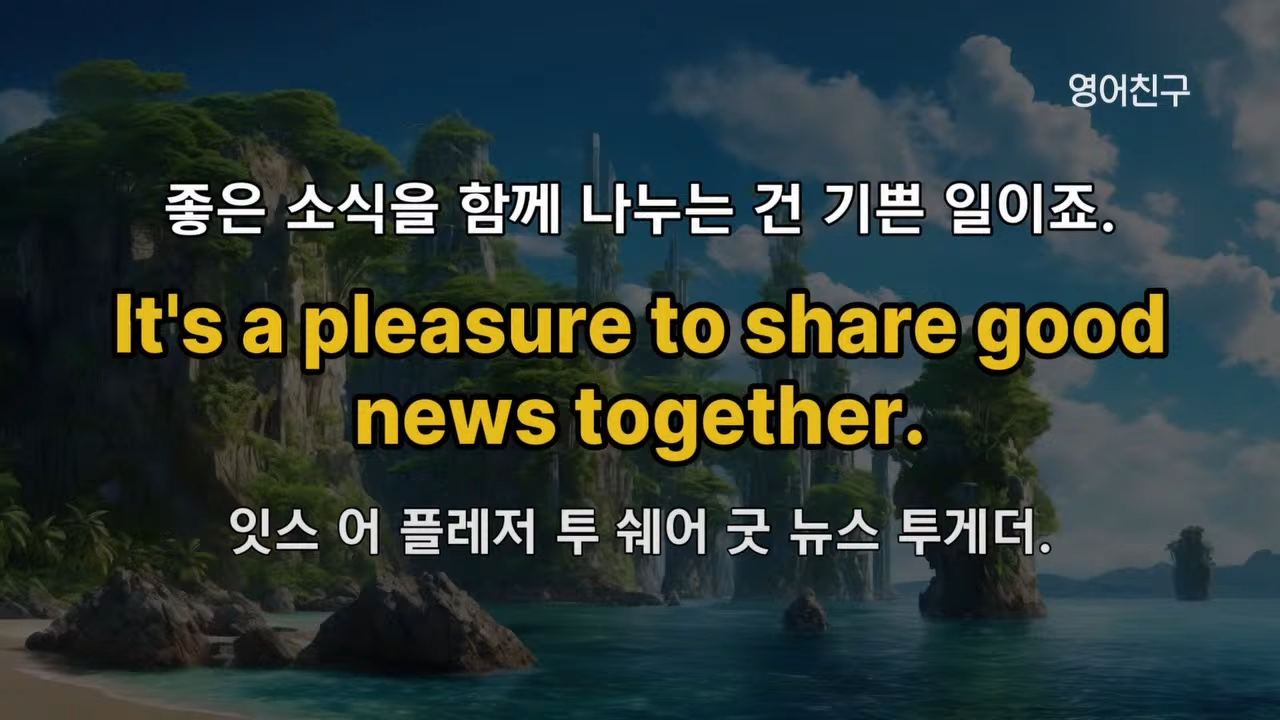 영어친구
좋은 소식을 함께 나누는 건 기쁜 일이죠.
It's a pleasure to share good
news together.
잇스 어 플레저 투 쉐어 굿 뉴스 투게더.